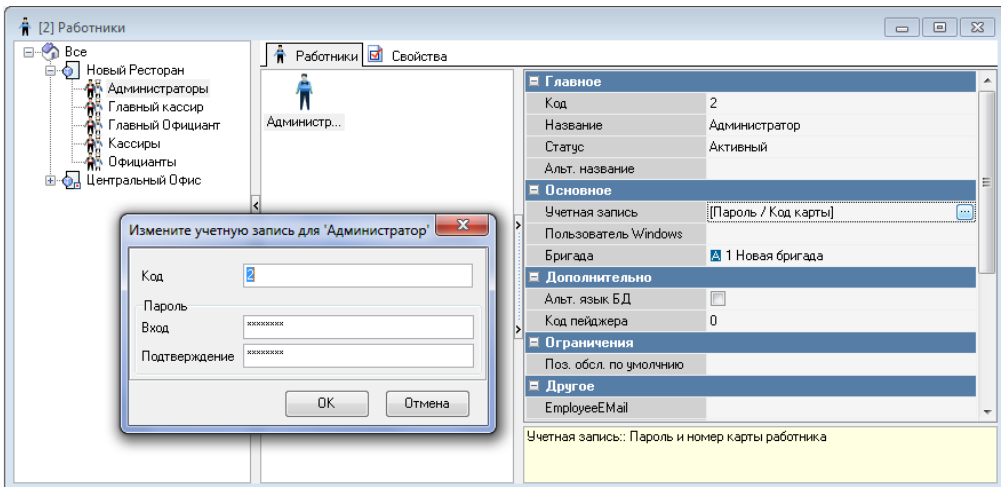 [2] Работники
Все
Новый Ресторан
Администраторы
Главный кассир
Главный Официант
Кассиры
Официанты
Центральный Офис
Работники
Свойства
Администр...
Главное
Код 2
Название Администратор
Статус Активный
Альт. название
Основное
Учетная запись [Пароль / Код карты] ...
Пользователь Windows
Бригада 1 Новая бригада
Дополнительно
Альт. язык БД
Код пейджера 0
Ограничения
Поз. обсл. по умолчнию
Другое
EmployeeEMail
Учетная запись:: Пароль и номер карты работника
Измените учетную запись для 'Администратор'
Код 2
Пароль
Вход ××××××××
Подтверждение ××××××××
OK Отмена